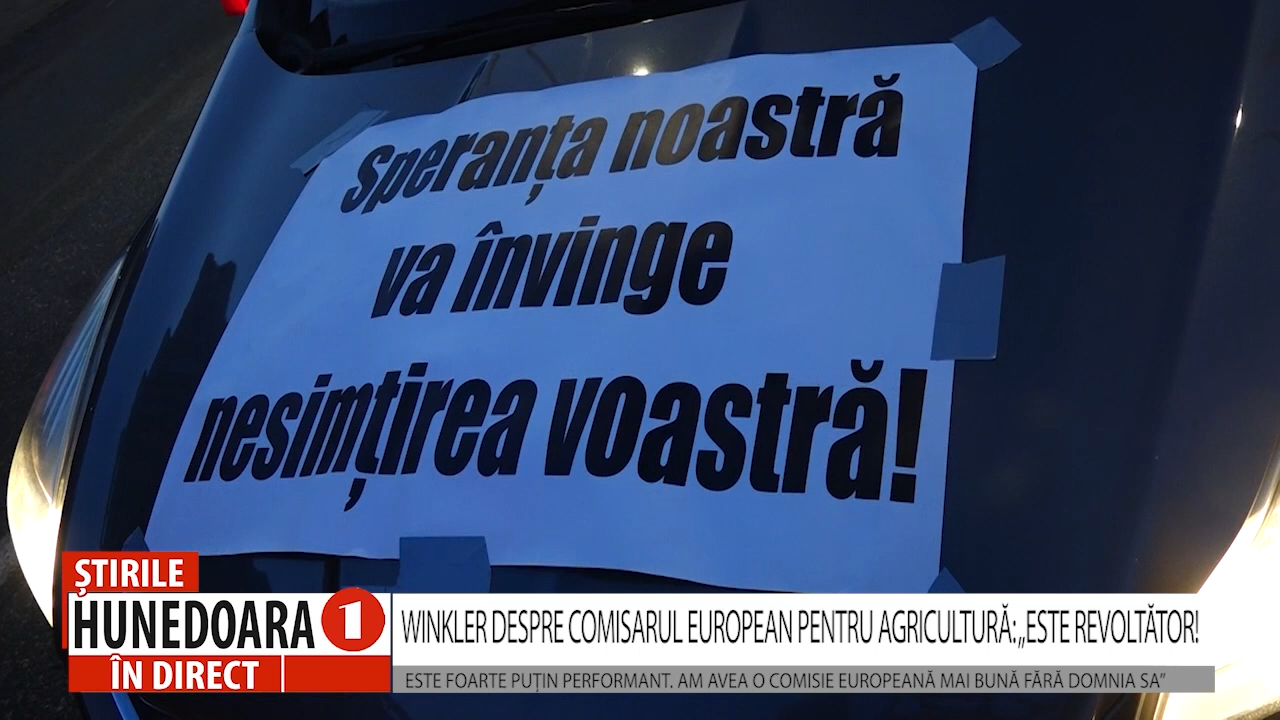 Speranța noastră
va învinge
nesimțirea voastră!
ȘTIRILE
HUNEDOARA 1
ÎN DIRECT
WINKLER DESPRE COMISARUL EUROPEAN PENTRU AGRICULTURĂ: „ESTE REVOLTĂTOR!
ESTE FOARTE PUȚIN PERFORMANT. AM AVEA O COMISIE EUROPEANĂ MAI BUNĂ FĂRĂ DOMNIA SA”